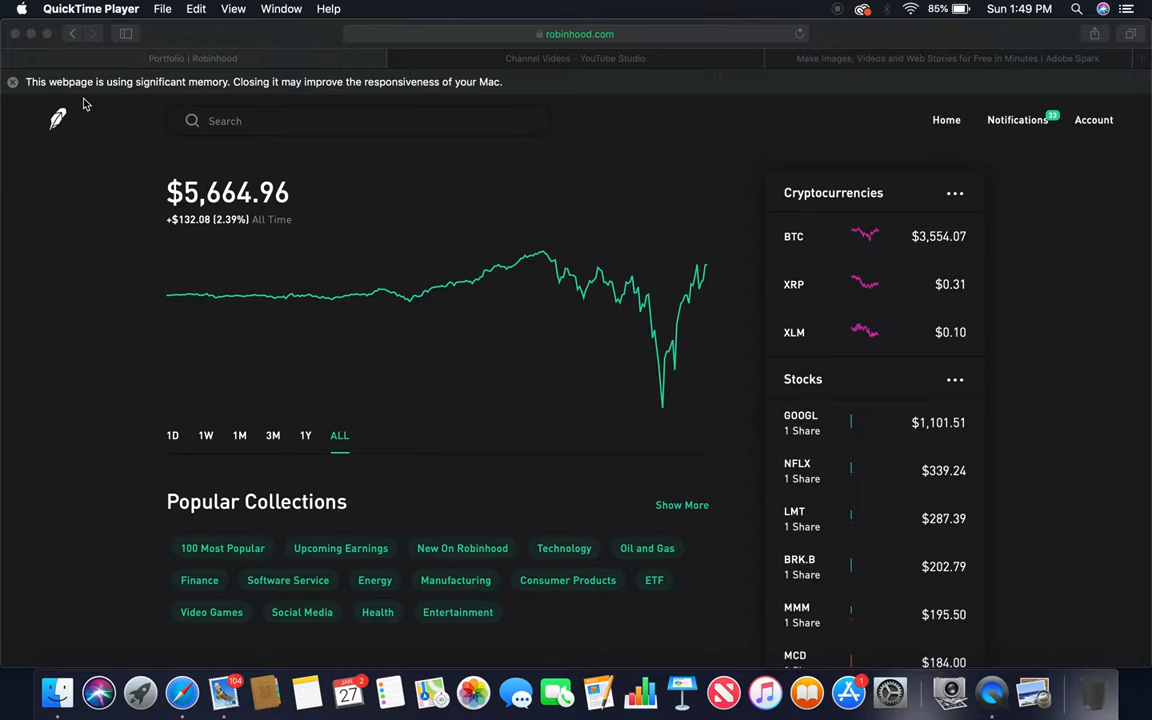 QuickTime Player File Edit View Window Help 85% Sun 1:49 PM
robinhood.com
Portfolio | Robinhood Channel Videos - YouTube Studio Make Images, Videos and Web Stories for Free in Minutes | Adobe Spark
This webpage is using significant memory. Closing it may improve the responsiveness of your Mac.
Search Home Notifications 33 Account
$5,664.96
+$132.08 (2.39%) All Time
1D 1W 1M 3M 1Y ALL
Popular Collections Show More
100 Most Popular Upcoming Earnings New On Robinhood Technology Oil and Gas
Finance Software Service Energy Manufacturing Consumer Products ETF
Video Games Social Media Health Entertainment
Cryptocurrencies
BTC $3,554.07
XRP $0.31
XLM $0.10
Stocks
GOOGL
1 Share $1,101.51
NFLX
1 Share $339.24
LMT
1 Share $287.39
BRK.B
1 Share $202.79
MMM
1 Share $195.50
MCD $184.00
104 JAN 27 2 1